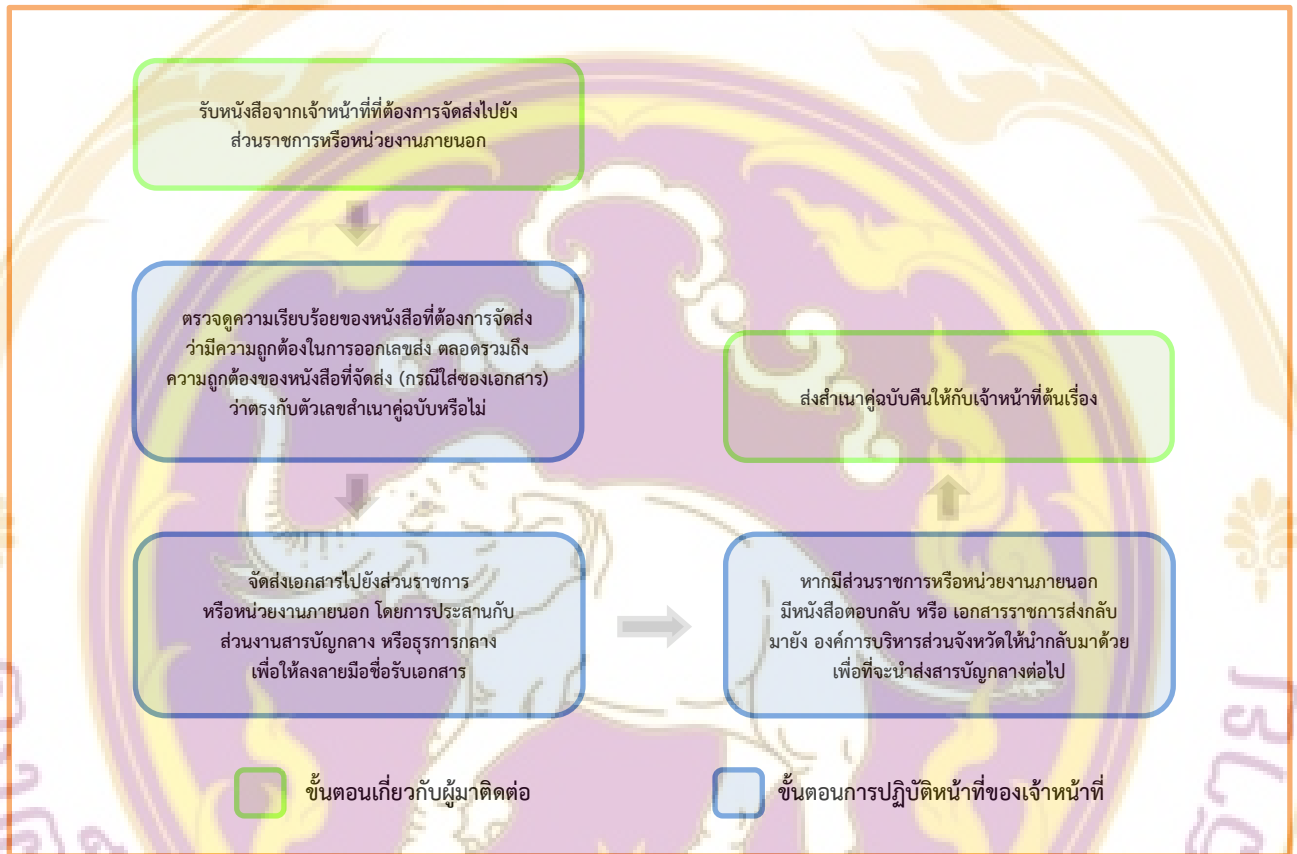 รับหนังสือจากเจ้าหน้าที่ที่ต้องการจัดส่งไปยัง
ส่วนราชการหรือหน่วยงานภายนอก
ตรวจดูความเรียบร้อยของหนังสือที่ต้องการจัดส่ง
ว่ามีความถูกต้องในการออกเลขส่ง ตลอดรวมถึง
ความถูกต้องของหนังสือที่จัดส่ง (กรณีใส่ซองเอกสาร)
ว่าตรงกับตัวเลขสำเนาคู่ฉบับหรือไม่
จัดส่งเอกสารไปยังส่วนราชการ
หรือหน่วยงานภายนอก โดยการประสานกับ
ส่วนงานสารบัญกลาง หรือธุรการกลาง
เพื่อให้ลงลายมือชื่อรับเอกสาร
หากมีส่วนราชการหรือหน่วยงานภายนอก
มีหนังสือตอบกลับ หรือ เอกสารราชการส่งกลับ
มายัง องค์การบริหารส่วนจังหวัดให้นำกลับมาด้วย
เพื่อที่จะนำส่งสารบัญกลางต่อไป
ส่งสำเนาคู่ฉบับคืนให้กับเจ้าหน้าที่ต้นเรื่อง
ขั้นตอนเกี่ยวกับผู้มาติดต่อ
ขั้นตอนการปฏิบัติหน้าที่ของเจ้าหน้าที่